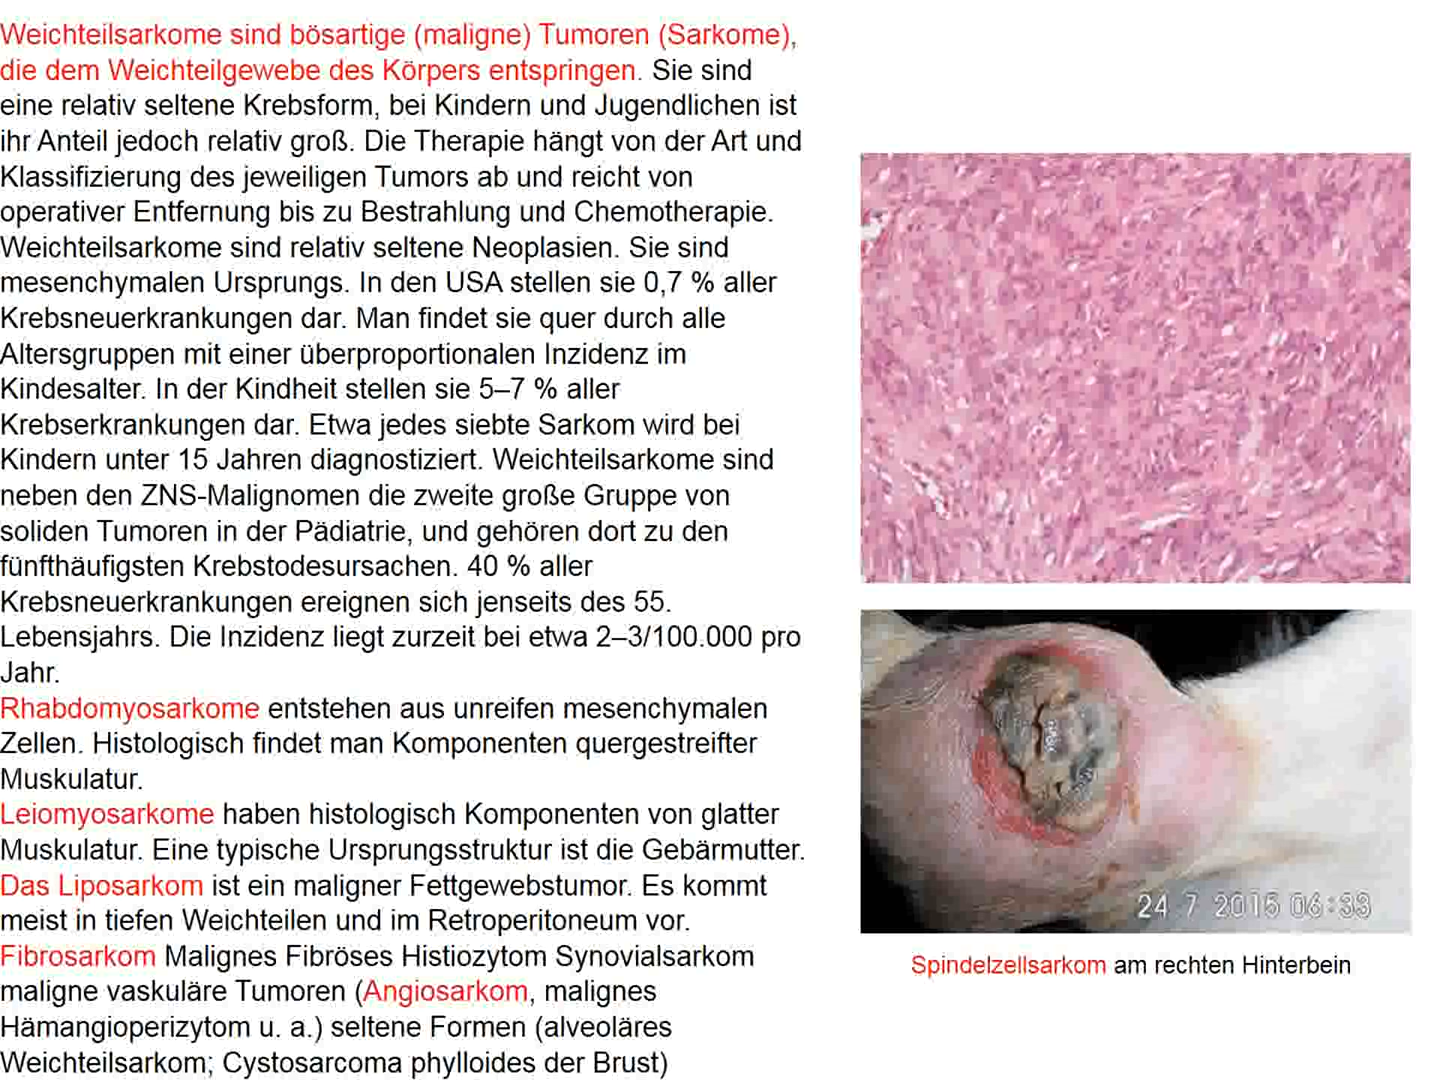 Weichteilsarkome sind bösartige (maligne) Tumoren (Sarkome),
die dem Weichteilgewebe des Körpers entspringen. Sie sind
eine relativ seltene Krebsform, bei Kindern und Jugendlichen ist
ihr Anteil jedoch relativ groß. Die Therapie hängt von der Art und
Klassifizierung des jeweiligen Tumors ab und reicht von
operativer Entfernung bis zu Bestrahlung und Chemotherapie.
Weichteilsarkome sind relativ seltene Neoplasien. Sie sind
mesenchymalen Ursprungs. In den USA stellen sie 0,7 % aller
Krebsneuerkrankungen dar. Man findet sie quer durch alle
Altersgruppen mit einer überproportionalen Inzidenz im
Kindesalter. In der Kindheit stellen sie 5–7 % aller
Krebserkrankungen dar. Etwa jedes siebte Sarkom wird bei
Kindern unter 15 Jahren diagnostiziert. Weichteilsarkome sind
neben den ZNS-Malignomen die zweite große Gruppe von
soliden Tumoren in der Pädiatrie, und gehören dort zu den
fünfthäufigsten Krebstodesursachen. 40 % aller
Krebsneuerkrankungen ereignen sich jenseits des 55.
Lebensjahrs. Die Inzidenz liegt zurzeit bei etwa 2–3/100.000 pro
Jahr.
Rhabdomyosarkome entstehen aus unreifen mesenchymalen
Zellen. Histologisch findet man Komponenten quergestreifter
Muskulatur.
Leiomyosarkome haben histologisch Komponenten von glatter
Muskulatur. Eine typische Ursprungsstruktur ist die Gebärmutter.
Das Liposarkom ist ein maligner Fettgewebstumor. Es kommt
meist in tiefen Weichteilen und im Retroperitoneum vor.
Fibrosarkom Malignes Fibröses Histiozytom Synovialsarkom
maligne vaskuläre Tumoren (Angiosarkom, malignes
Hämangioperizytom u. a.) seltene Formen (alveoläres
Weichteilsarkom; Cystosarcoma phylloides der Brust)
24 7 2015 06:33
Spindelzellsarkom am rechten Hinterbein